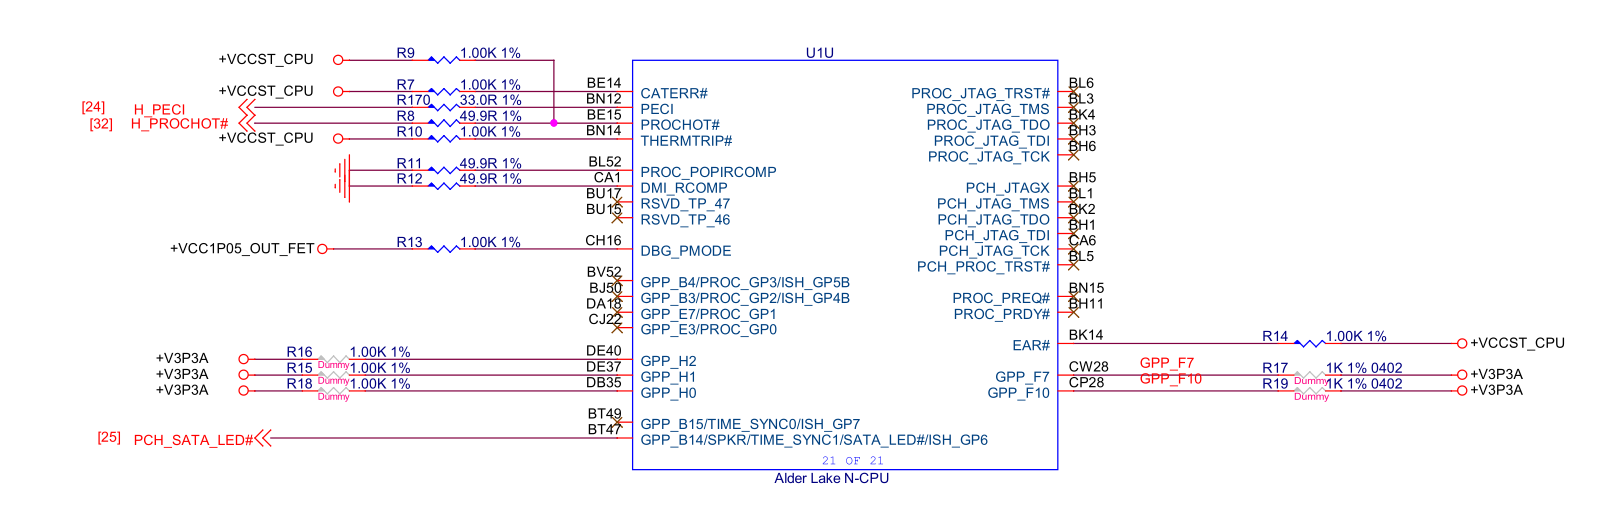 U1U
+VCCST_CPU R9 1.00K 1%
+VCCST_CPU R7 1.00K 1% BE14 CATERR# PROC_JTAG_TRST# BL6
[24] H_PECI R170 33.0R 1% BN12 PECI PROC_JTAG_TMS BL3
[32] H_PROCHOT# R8 49.9R 1% BE15 PROCHOT# PROC_JTAG_TDO BK4
+VCCST_CPU R10 1.00K 1% BN14 THERMTRIP# PROC_JTAG_TDI BH3
PROC_JTAG_TCK BH6
R11 49.9R 1% BL52 PROC_POPIRCOMP
R12 49.9R 1% CA1 DMI_RCOMP PCH_JTAGX BH5
BU17 RSVD_TP_47 PCH_JTAG_TMS BL1
BU15 RSVD_TP_46 PCH_JTAG_TDO BK2
PCH_JTAG_TDI BH1
+VCC1P05_OUT_FET R13 1.00K 1% CH16 DBG_PMODE PCH_JTAG_TCK CA6
PCH_PROC_TRST# BL5
BV52 GPP_B4/PROC_GP3/ISH_GP5B
BJ50 GPP_B3/PROC_GP2/ISH_GP4B PROC_PREQ# BN15
DA18 GPP_E7/PROC_GP1 PROC_PRDY# BH11
CJ22 GPP_E3/PROC_GP0
EAR# BK14 R14 1.00K 1% +VCCST_CPU
+V3P3A R16 Dummy 1.00K 1% DE40 GPP_H2
+V3P3A R15 Dummy 1.00K 1% DE37 GPP_H1 GPP_F7 CW28 GPP_F7 R17 Dummy 1K 1% 0402 +V3P3A
+V3P3A R18 Dummy 1.00K 1% DB35 GPP_H0 GPP_F10 CP28 GPP_F10 R19 Dummy 1K 1% 0402 +V3P3A
BT49 GPP_B15/TIME_SYNC0/ISH_GP7
[25] PCH_SATA_LED# BT47 GPP_B14/SPKR/TIME_SYNC1/SATA_LED#/ISH_GP6
21 OF 21
Alder Lake N-CPU